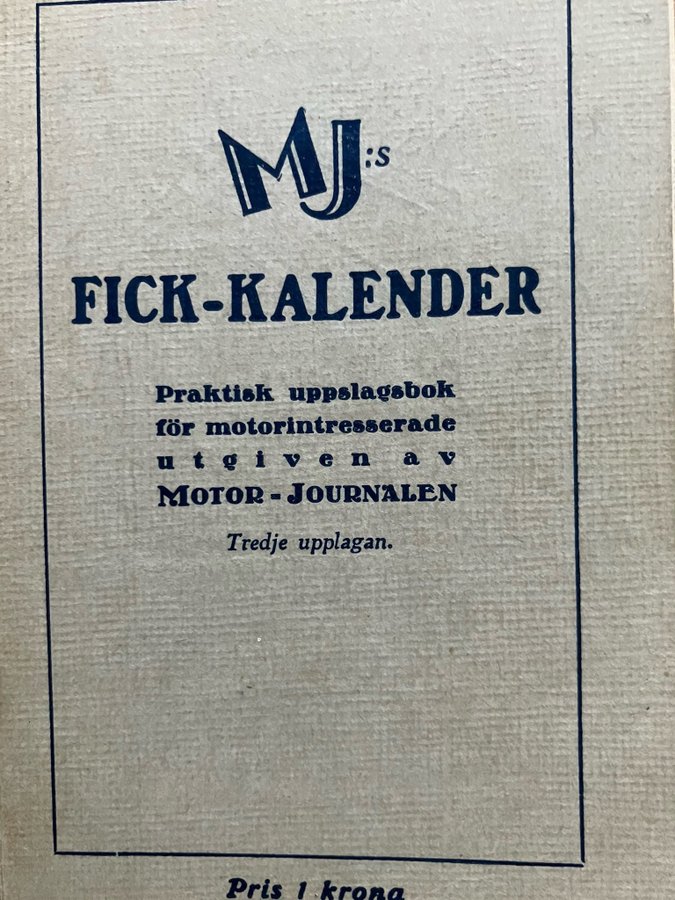 MJ:s
FICK-KALENDER
Praktisk uppslagsbok
för motorintresserade
utgiven av
MOTOR-JOURNALEN
Tredje upplagan.
Pris 1 krona